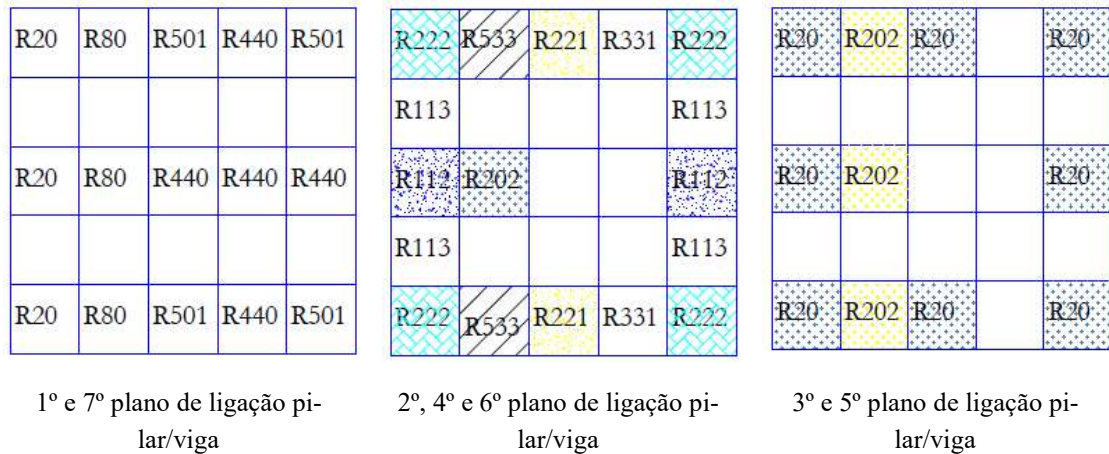 R20 R80 R501 R440 R501
R20 R80 R440 R440 R440
R20 R80 R501 R440 R501
1º e 7º plano de ligação pi-
lar/viga
R222 R533 R221 R331 R222
R113 R113
R112 R202 R112
R113 R113
R222 R533 R221 R331 R222
2º, 4º e 6º plano de ligação pi-
lar/viga
R20 R202 R20 R20
R20 R202 R20
R20 R202 R20 R20
3º e 5º plano de ligação pi-
lar/viga